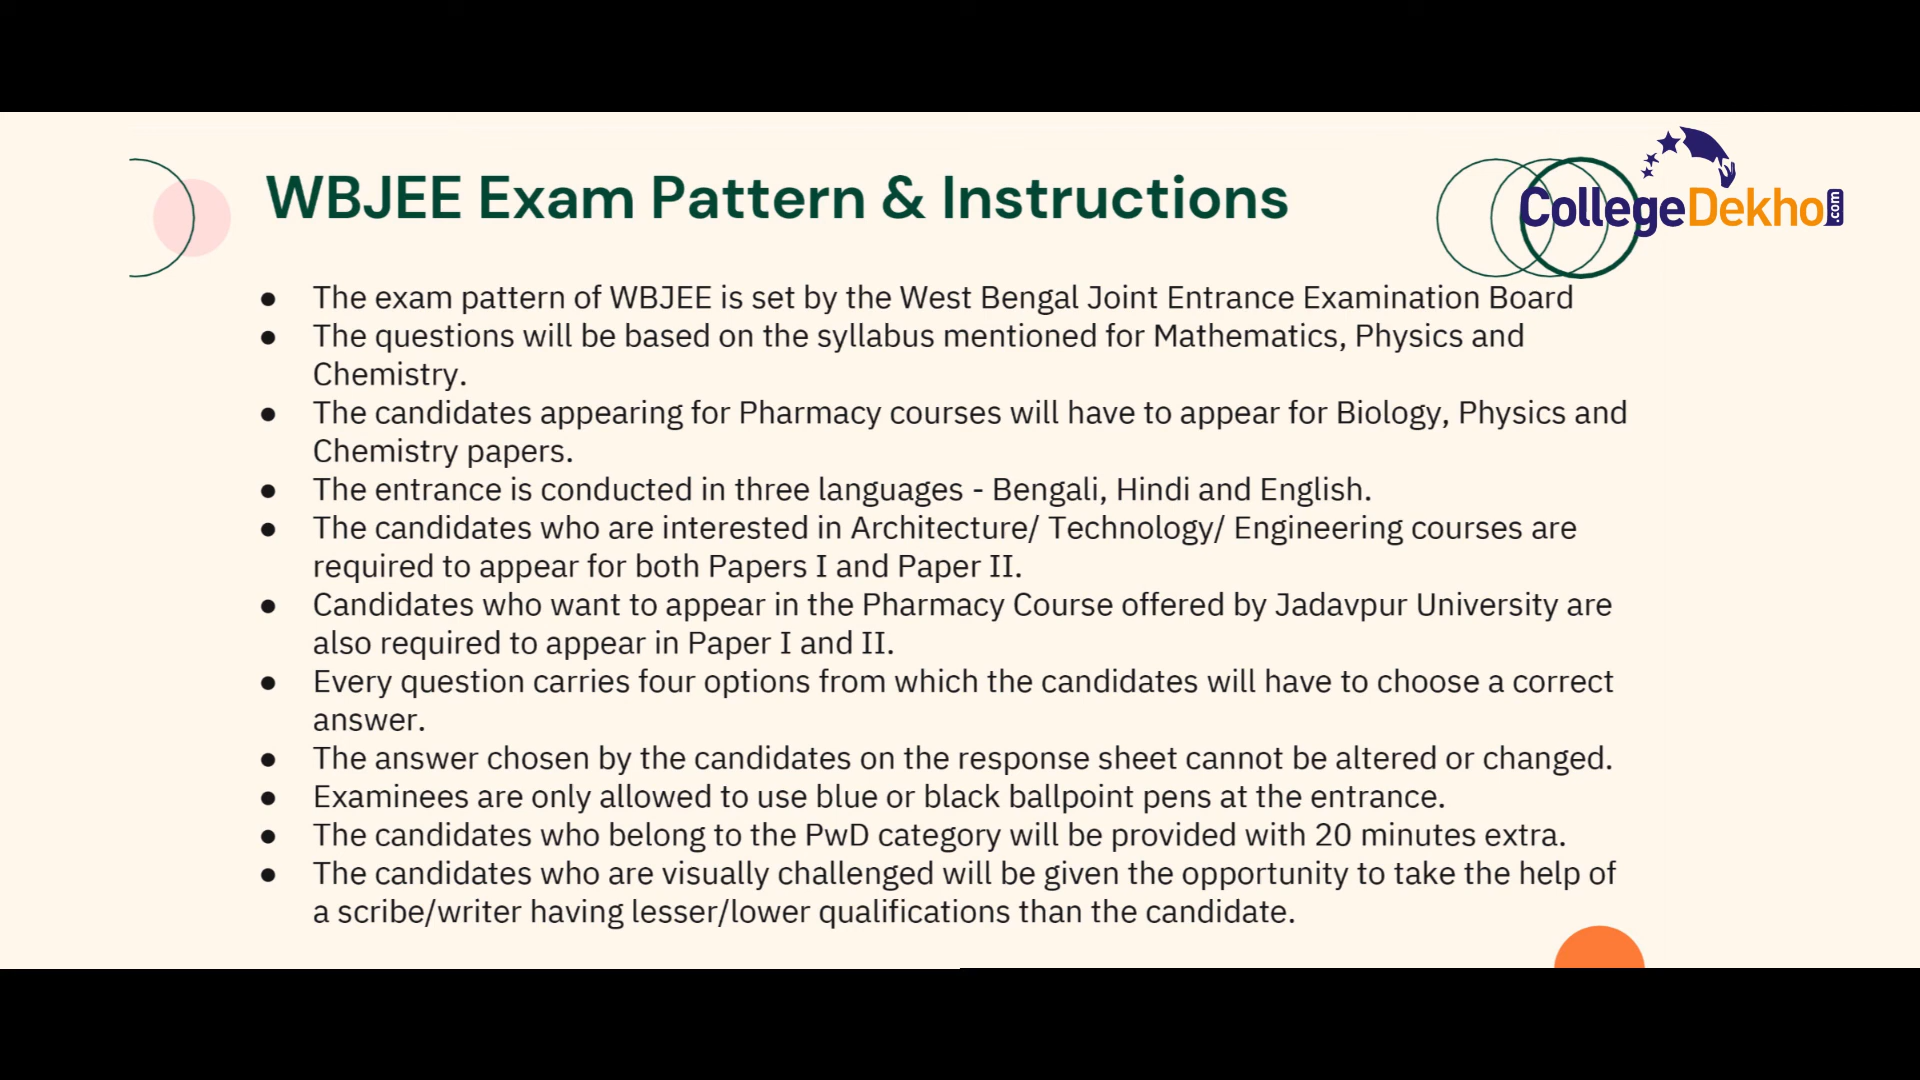 WBJEE Exam Pattern & Instructions
CollegeDekho.com
● The exam pattern of WBJEE is set by the West Bengal Joint Entrance Examination Board
● The questions will be based on the syllabus mentioned for Mathematics, Physics and
Chemistry.
● The candidates appearing for Pharmacy courses will have to appear for Biology, Physics and
Chemistry papers.
● The entrance is conducted in three languages - Bengali, Hindi and English.
● The candidates who are interested in Architecture/ Technology/ Engineering courses are
required to appear for both Papers I and Paper II.
● Candidates who want to appear in the Pharmacy Course offered by Jadavpur University are
also required to appear in Paper I and II.
● Every question carries four options from which the candidates will have to choose a correct
answer.
● The answer chosen by the candidates on the response sheet cannot be altered or changed.
● Examinees are only allowed to use blue or black ballpoint pens at the entrance.
● The candidates who belong to the PwD category will be provided with 20 minutes extra.
● The candidates who are visually challenged will be given the opportunity to take the help of
a scribe/writer having lesser/lower qualifications than the candidate.